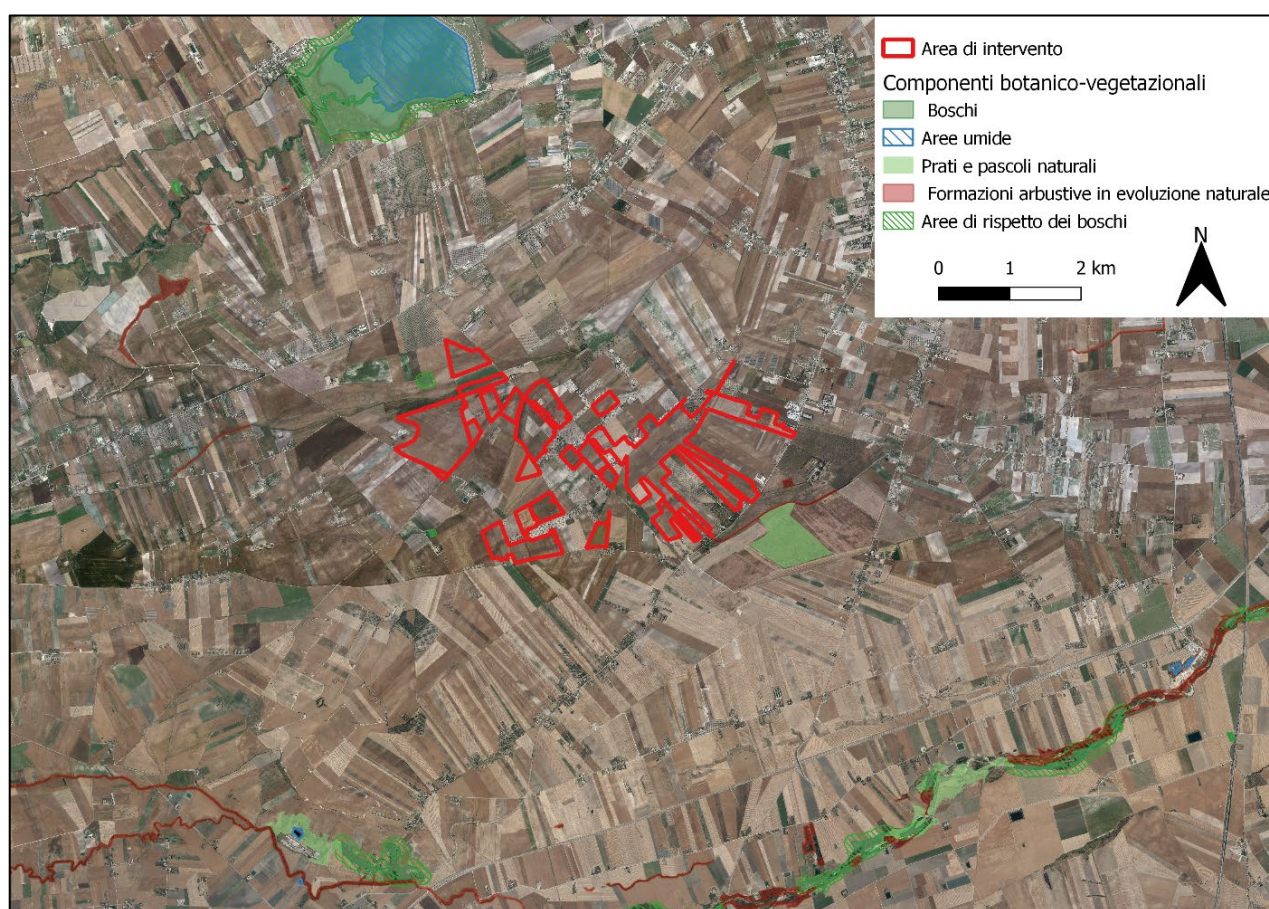 Area di intervento
Componenti botanico-vegetazionali
Boschi
Aree umide
Prati e pascoli naturali
Formazioni arbustive in evoluzione naturale
Aree di rispetto dei boschi
N
0 1 2 km